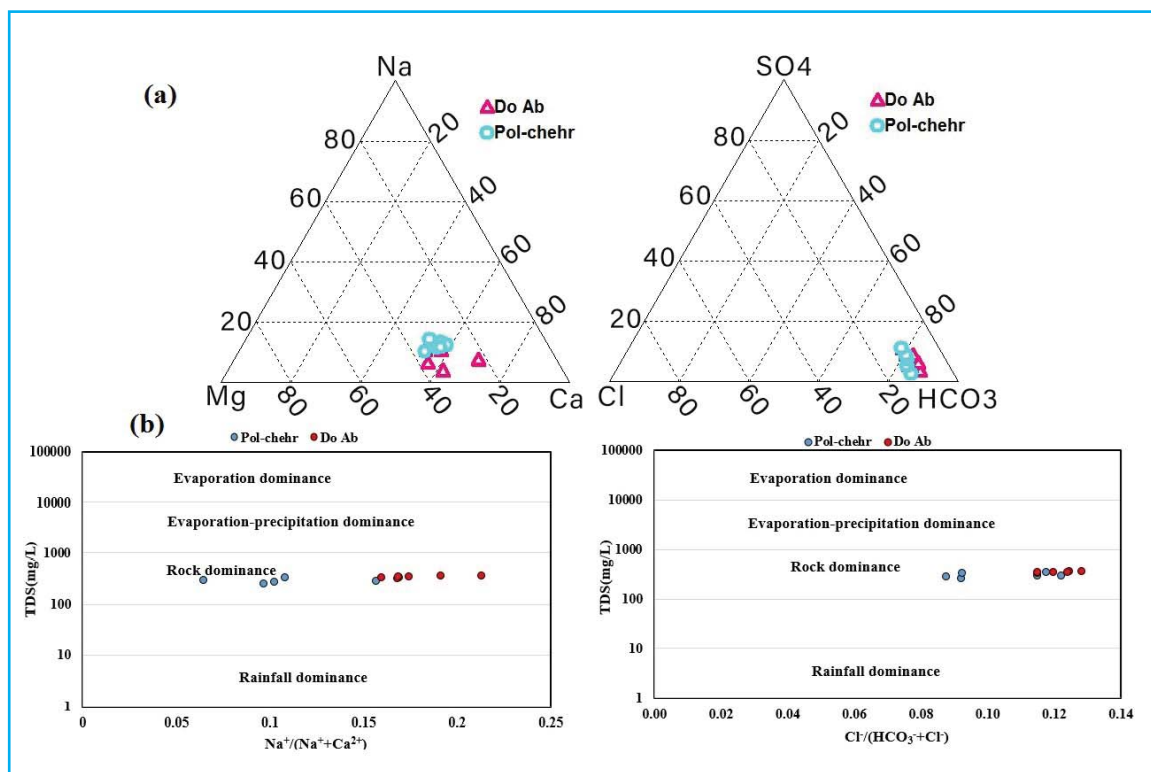 (a)
Na
Do Ab
Pol-chehr
80
20
60
40
40
60
20
80
Mg
80
60
40
20
Ca
SO4
Do Ab
Pol-chehr
80
20
60
40
40
60
20
80
Cl
80
60
40
20
HCO3
(b)
Pol-chehr Do Ab
100000
10000
1000
100
10
1
TDS(mg/L)
Evaporation dominance
Evaporation-precipitation dominance
Rock dominance
Rainfall dominance
0 0.05 0.1 0.15 0.2 0.25
Na⁺/(Na⁺+Ca²⁺)
Pol-chehr Do Ab
100000
10000
1000
100
10
1
TDS(mg/L)
Evaporation dominance
Evaporation-precipitation dominance
Rock dominance
Rainfall dominance
0.00 0.02 0.04 0.06 0.08 0.10 0.12 0.14
Cl⁻/(HCO₃⁻+Cl⁻)